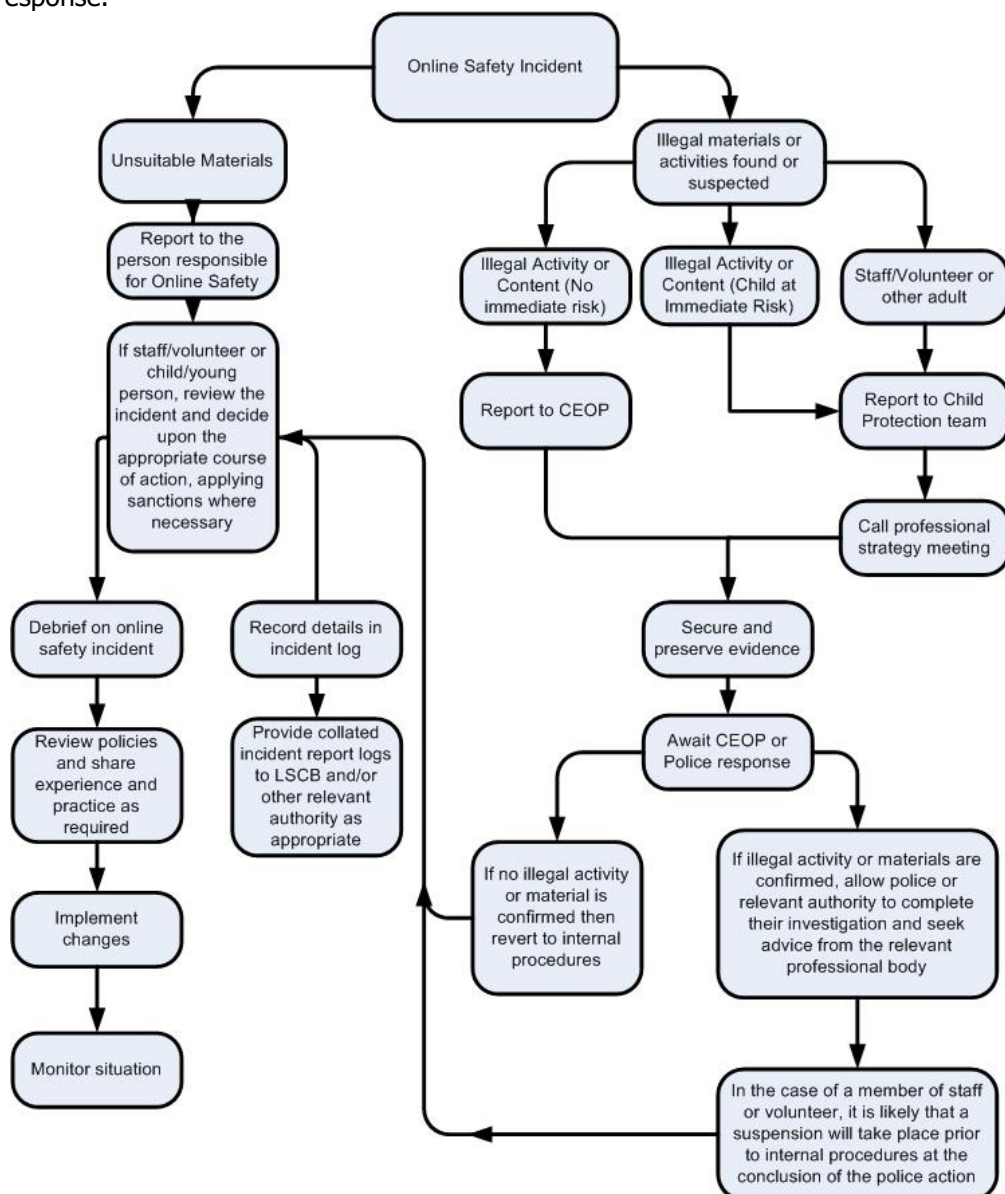 esponse.
Online Safety Incident
Unsuitable Materials
Report to the
person responsible
for Online Safety
If staff/volunteer or
child/young
person, review the
incident and decide
upon the
appropriate course
of action, applying
sanctions where
necessary
Debrief on online
safety incident
Review policies
and share
experience and
practice as
required
Implement
changes
Monitor situation
Record details in
incident log
Provide collated
incident report logs
to LSCB and/or
other relevant
authority as
appropriate
Illegal materials or
activities found or
suspected
Illegal Activity or
Content (No
immediate risk)
Illegal Activity or
Content (Child at
Immediate Risk)
Staff/Volunteer or
other adult
Report to CEOP
Report to Child
Protection team
Call professional
strategy meeting
Secure and
preserve evidence
Await CEOP or
Police response
If no illegal activity
or material is
confirmed then
revert to internal
procedures
If illegal activity or materials are
confirmed, allow police or
relevant authority to complete
their investigation and seek
advice from the relevant
professional body
In the case of a member of staff
or volunteer, it is likely that a
suspension will take place prior
to internal procedures at the
conclusion of the police action